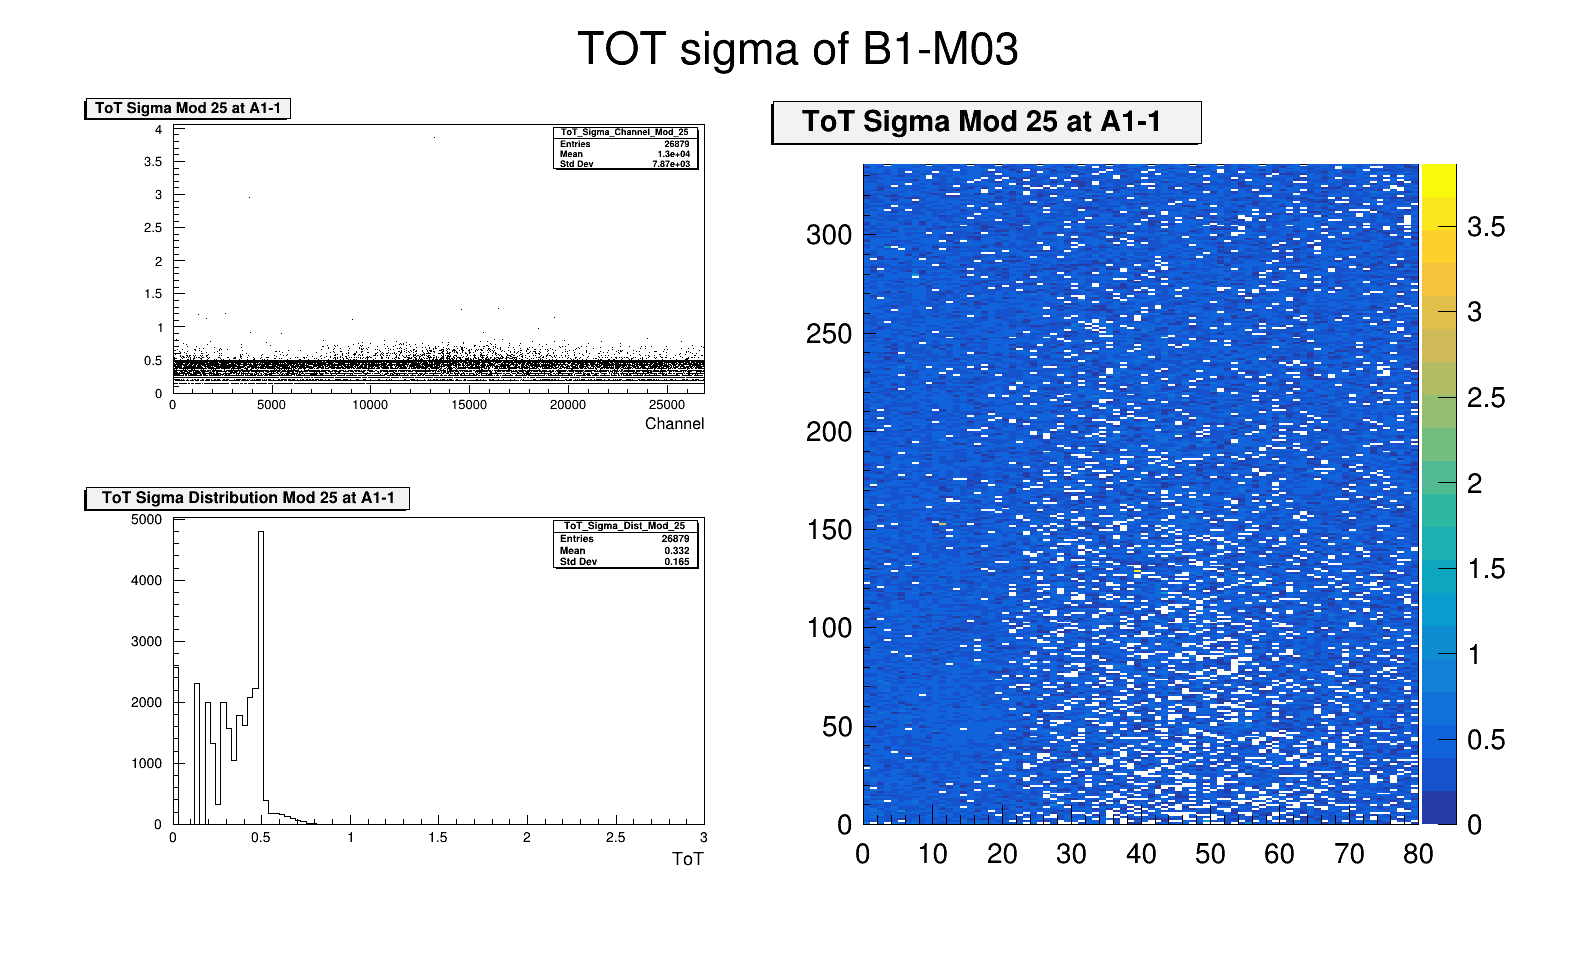 TOT sigma of B1-M03
ToT Sigma Mod 25 at A1-1
ToT_Sigma_Channel_Mod_25
Entries 26879
Mean 1.3e+04
Std Dev 7.87e+03
4
3.5
3
2.5
2
1.5
1
0.5
0
0 5000 10000 15000 20000 25000
Channel
ToT Sigma Distribution Mod 25 at A1-1
ToT_Sigma_Dist_Mod_25
Entries 26879
Mean 0.332
Std Dev 0.165
5000
4000
3000
2000
1000
0
0 0.5 1 1.5 2 2.5 3
ToT
ToT Sigma Mod 25 at A1-1
300
250
200
150
100
50
0
0 10 20 30 40 50 60 70 80
3.5
3
2.5
2
1.5
1
0.5
0